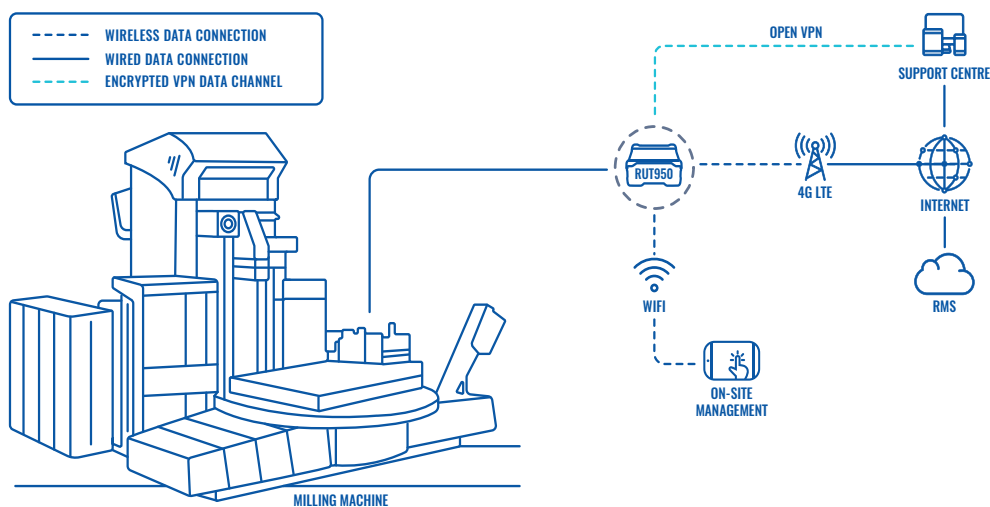 WIRELESS DATA CONNECTION
WIRED DATA CONNECTION
ENCRYPTED VPN DATA CHANNEL
OPEN VPN
SUPPORT CENTRE
RUT950
4G LTE
INTERNET
WIFI
RMS
ON-SITE
MANAGEMENT
MILLING MACHINE